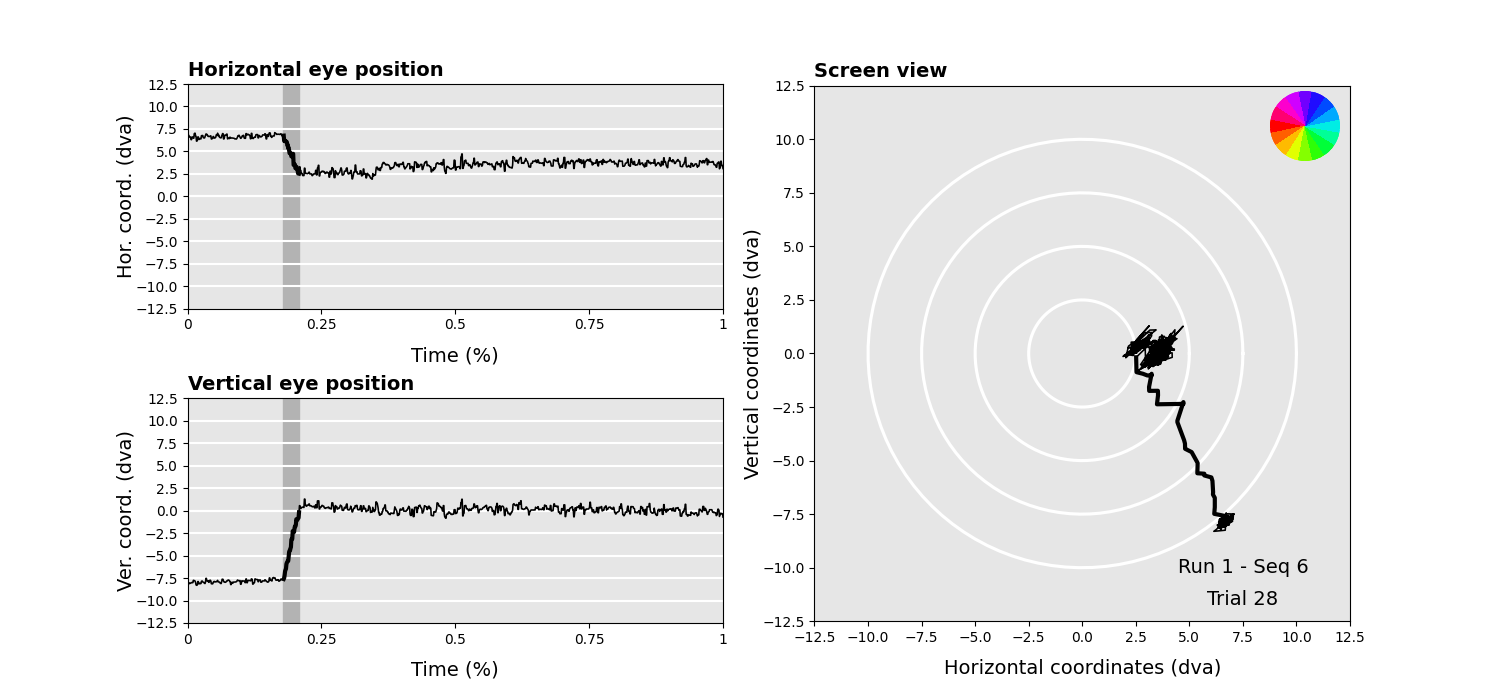 Horizontal eye position
12.5
10.0
7.5
5.0
2.5
0.0
−2.5
−5.0
−7.5
−10.0
−12.5
Hor. coord. (dva)
0 0.25 0.5 0.75 1
Time (%)
Vertical eye position
12.5
10.0
7.5
5.0
2.5
0.0
−2.5
−5.0
−7.5
−10.0
−12.5
Ver. coord. (dva)
0 0.25 0.5 0.75 1
Time (%)
Screen view
12.5
10.0
7.5
5.0
2.5
0.0
−2.5
−5.0
−7.5
−10.0
−12.5
Vertical coordinates (dva)
Run 1 - Seq 6
Trial 28
−12.5 −10.0 −7.5 −5.0 −2.5 0.0 2.5 5.0 7.5 10.0 12.5
Horizontal coordinates (dva)